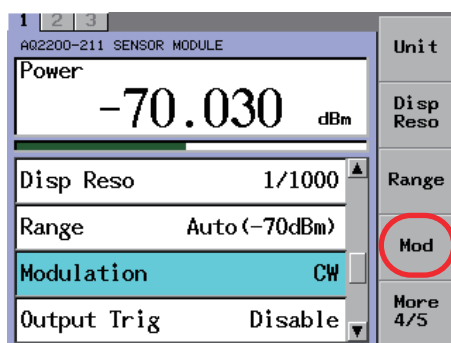 1 2 3
AQ2200-211 SENSOR MODULE
Power
-70.030 dBm
Disp Reso 1/1000
Range Auto(-70dBm)
Modulation CW
Output Trig Disable
Unit
Disp
Reso
Range
Mod
More
4/5